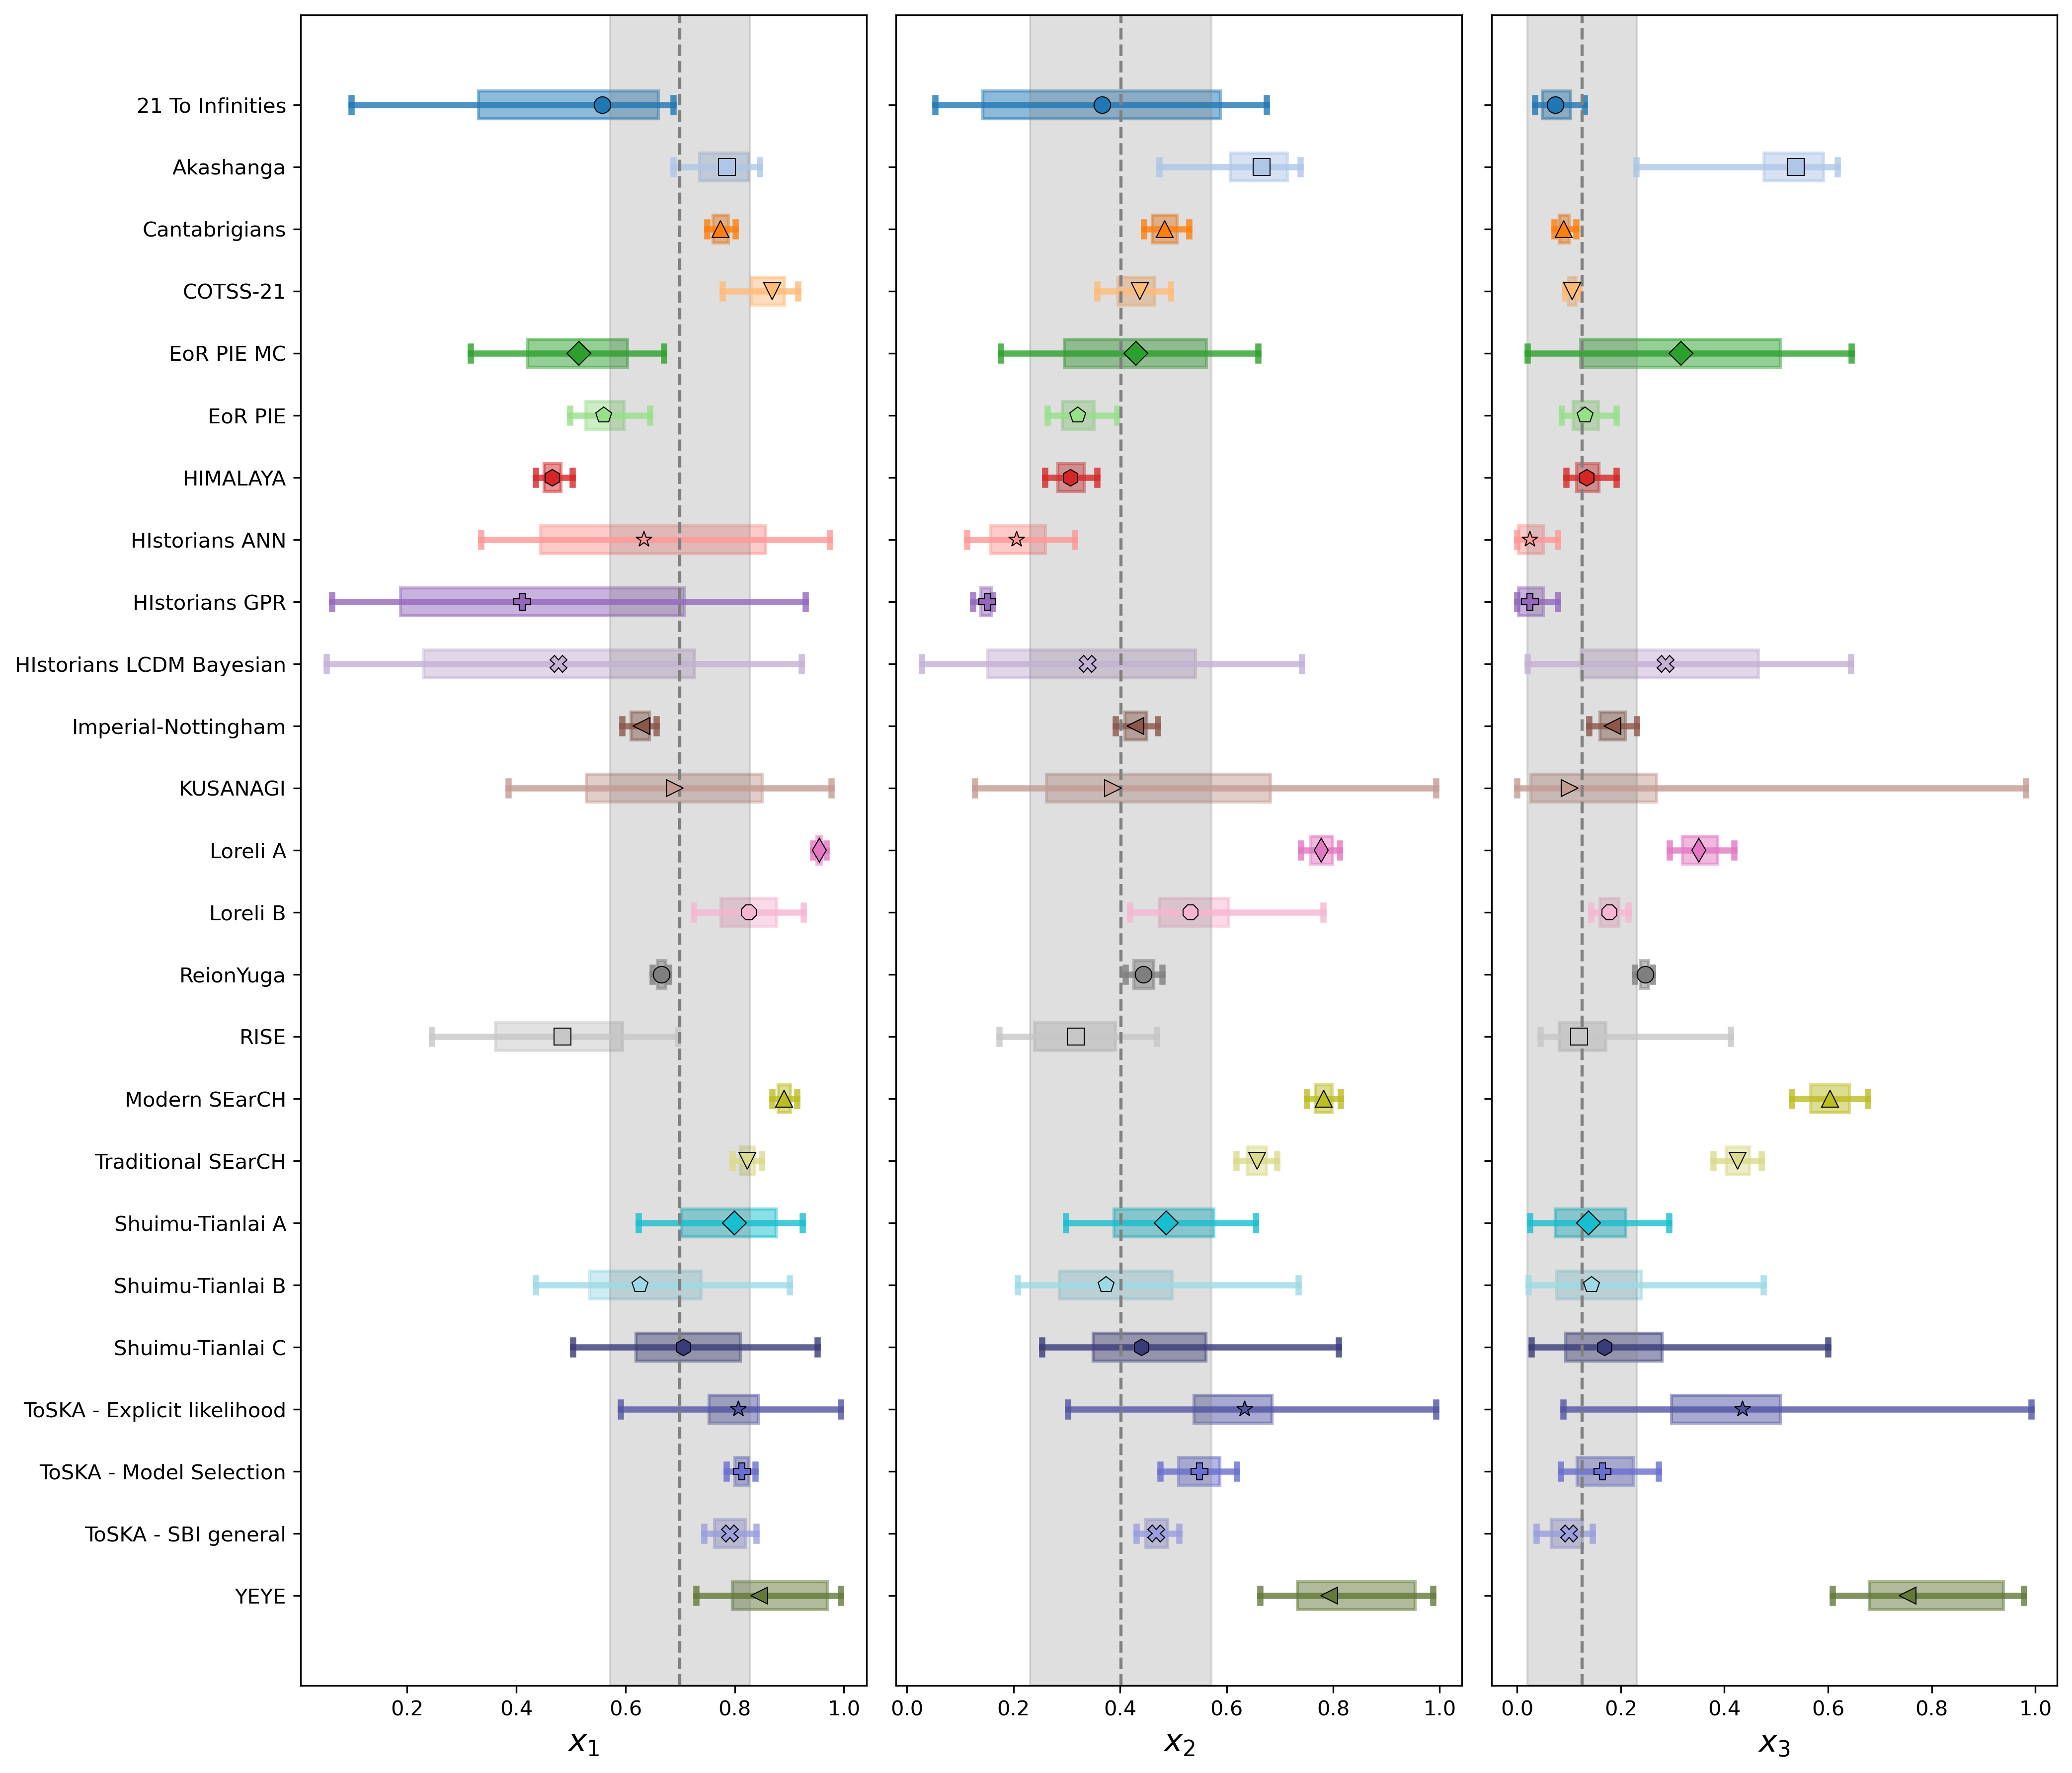 21 To Infinities
Akashanga
Cantabrigians
COTSS-21
EoR PIE MC
EoR PIE
HIMALAYA
HIstorians ANN
HIstorians GPR
HIstorians LCDM Bayesian
Imperial-Nottingham
KUSANAGI
Loreli A
Loreli B
ReionYuga
RISE
Modern SEarCH
Traditional SEarCH
Shuimu-Tianlai A
Shuimu-Tianlai B
Shuimu-Tianlai C
ToSKA - Explicit likelihood
ToSKA - Model Selection
ToSKA - SBI general
YEYE
0.2 0.4 0.6 0.8 1.0
0.0 0.2 0.4 0.6 0.8 1.0
0.0 0.2 0.4 0.6 0.8 1.0
x₁
x₂
x₃